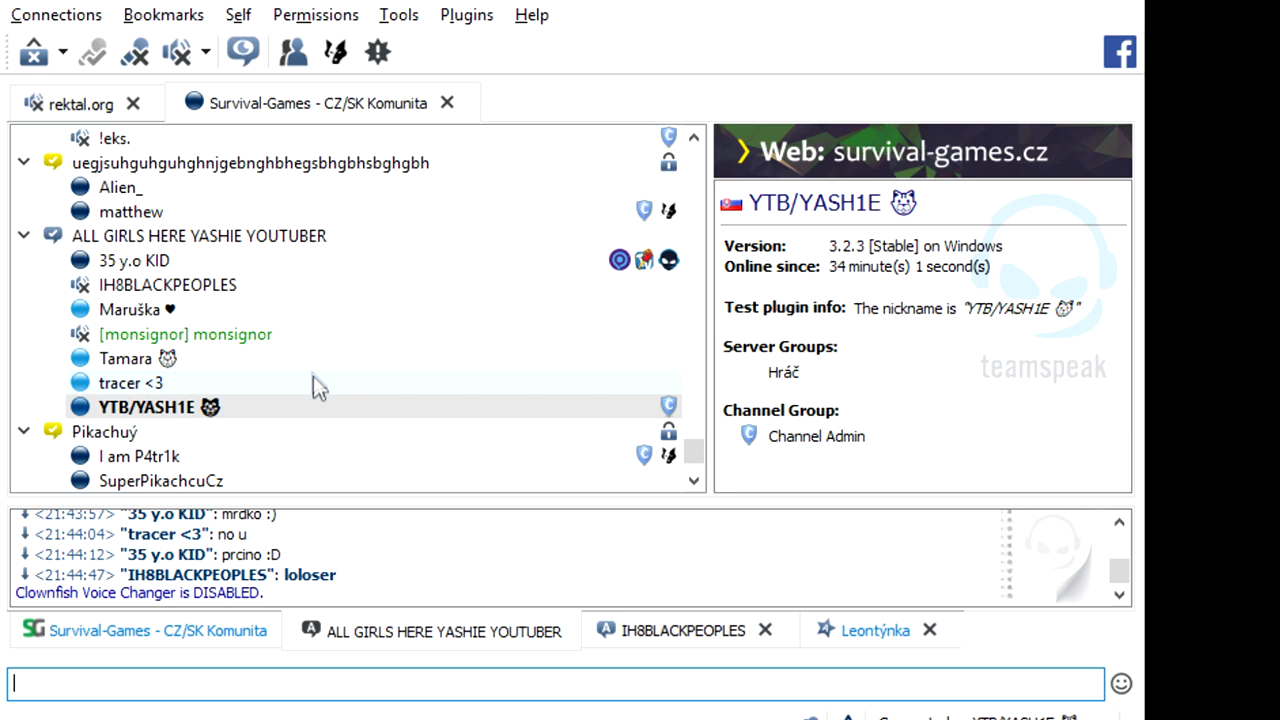 Connections Bookmarks Self Permissions Tools Plugins Help
rektal.org Survival-Games - CZ/SK Komunita
!eks.
uegjsuhguhguhghnjgebnghbhegsbhgbhsbghgbh
Alien_
matthew
ALL GIRLS HERE YASHIE YOUTUBER
35 y.o KID
IH8BLACKPEOPLES
Maruška ♥
[monsignor] monsignor
Tamara 🐱
tracer <3
YTB/YASH1E 🐱
Pikachuý
I am P4tr1k
SuperPikachcuCz
❯ Web: survival-games.cz
YTB/YASH1E 🐱
Version: 3.2.3 [Stable] on Windows
Online since: 34 minute(s) 1 second(s)
Test plugin info: The nickname is "YTB/YASH1E 🐱"
Server Groups:
Hráč
Channel Group:
Channel Admin
teamspeak
<21:43:57> "35 y.o KID": mrdko :)
<21:44:04> "tracer <3": no u
<21:44:12> "35 y.o KID": prcino :D
<21:44:47> "IH8BLACKPEOPLES": loloser
Clownfish Voice Changer is DISABLED.
SG Survival-Games - CZ/SK Komunita ALL GIRLS HERE YASHIE YOUTUBER IH8BLACKPEOPLES Leontýnka